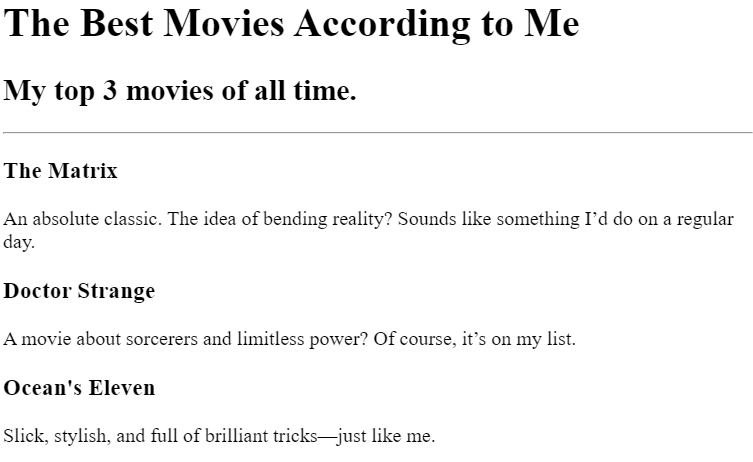 The Best Movies According to Me
My top 3 movies of all time.
The Matrix
An absolute classic. The idea of bending reality? Sounds like something I’d do on a regular
day.
Doctor Strange
A movie about sorcerers and limitless power? Of course, it’s on my list.
Ocean's Eleven
Slick, stylish, and full of brilliant tricks—just like me.